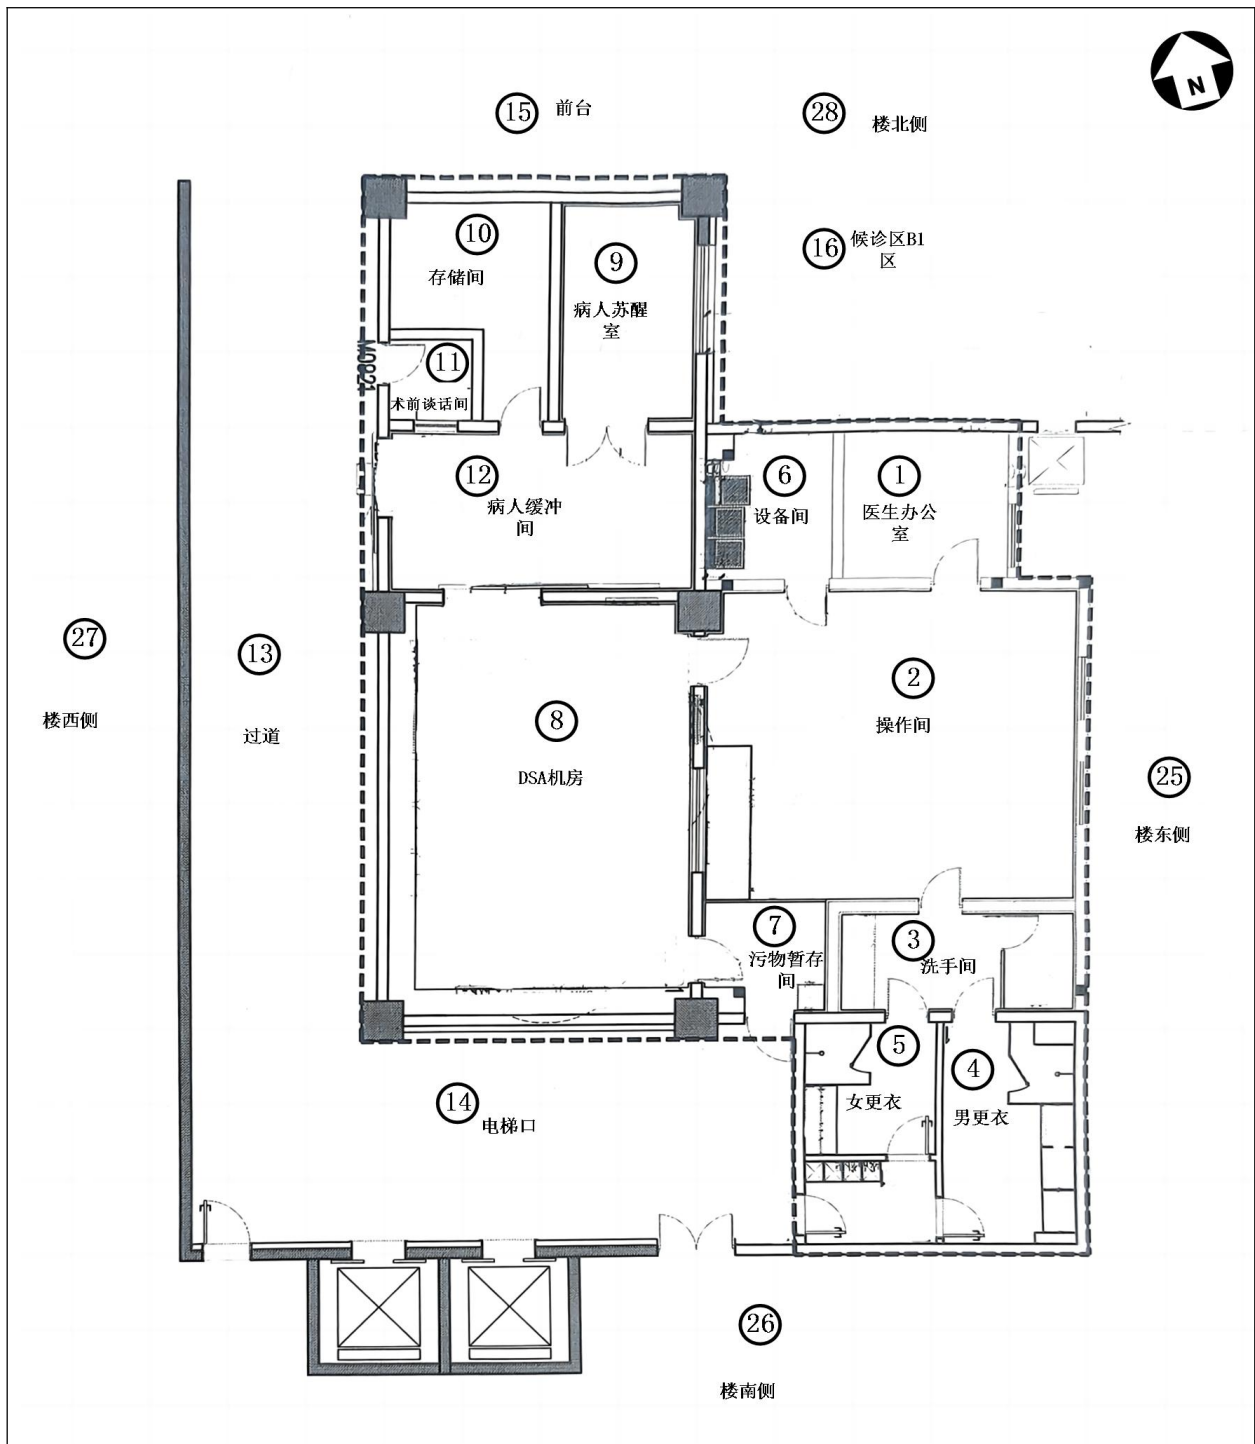 N
15 前台
28 楼北侧
10
存储间
9
病人苏醒
室
16 候诊区B1
区
M0821
11
术前谈话间
12
病人缓冲
间
6
设备间
1
医生办公
室
27
楼西侧
13
过道
8
DSA机房
2
操作间
25
楼东侧
7
污物暂存
间
3
洗手间
5
女更衣
4
男更衣
14
电梯口
26
楼南侧